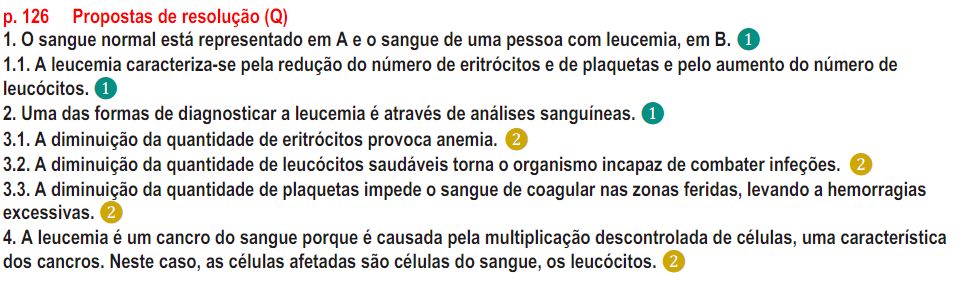 p. 126 Propostas de resolução (Q)
1. O sangue normal está representado em A e o sangue de uma pessoa com leucemia, em B. 1
1.1. A leucemia caracteriza-se pela redução do número de eritrócitos e de plaquetas e pelo aumento do número de
leucócitos. 1
2. Uma das formas de diagnosticar a leucemia é através de análises sanguíneas. 1
3.1. A diminuição da quantidade de eritrócitos provoca anemia. 2
3.2. A diminuição da quantidade de leucócitos saudáveis torna o organismo incapaz de combater infeções. 2
3.3. A diminuição da quantidade de plaquetas impede o sangue de coagular nas zonas feridas, levando a hemorragias
excessivas. 2
4. A leucemia é um cancro do sangue porque é causada pela multiplicação descontrolada de células, uma característica
dos cancros. Neste caso, as células afetadas são células do sangue, os leucócitos. 2